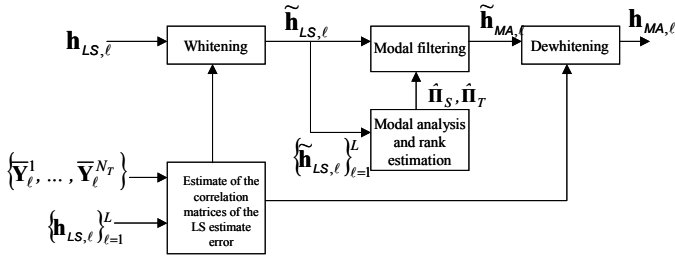 h̃_{LS,ℓ} h̃_{MA,ℓ} h_{MA,ℓ}
h_{LS,ℓ} Whitening Modal filtering Dewhitening
Π̂_S, Π̂_T
Modal analysis
and rank
estimation
{h̃_{LS,ℓ}}_{ℓ=1}^{L}
{Ȳ_ℓ^1, ... , Ȳ_ℓ^{N_T}}
Estimate of the
correlation
matrices of the
LS estimate
error
{h_{LS,ℓ}}_{ℓ=1}^{L}